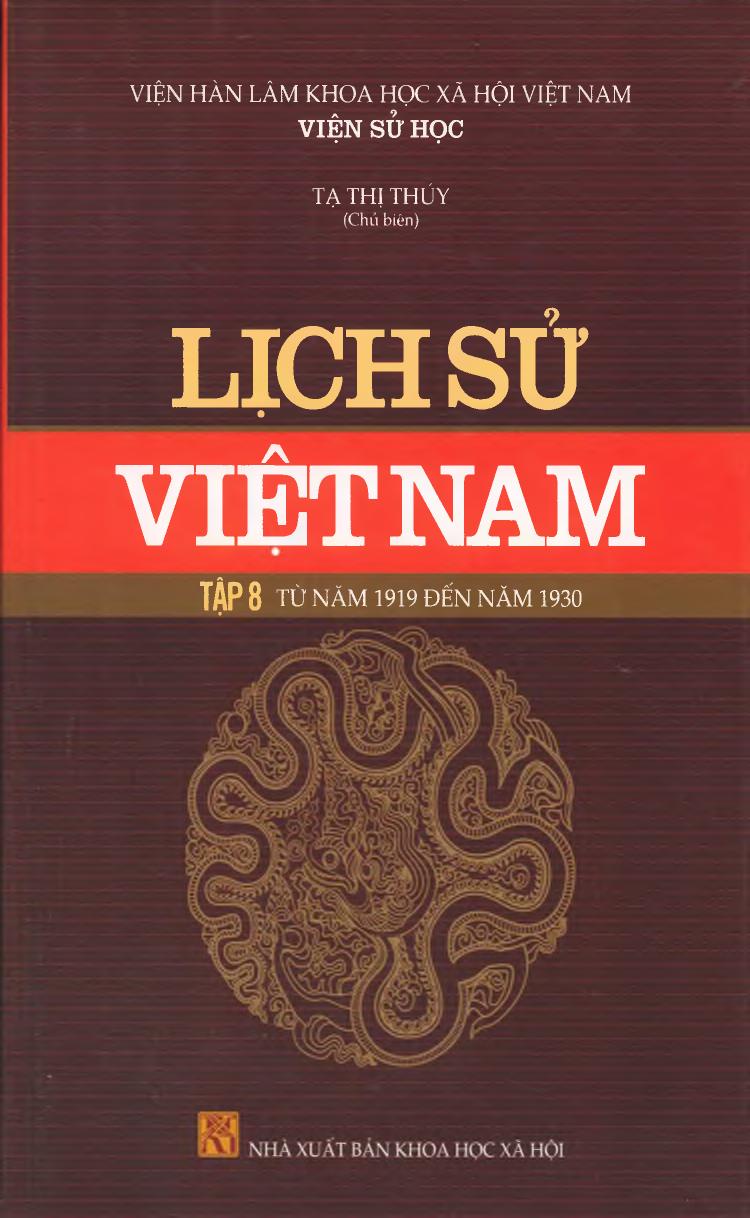 VIỆN HÀN LÂM KHOA HỌC XÃ HỘI VIỆT NAM
VIỆN SỬ HỌC
TẠ THỊ THÚY
(Chủ biên)
LỊCH SỬ
VIỆT NAM
TẬP 8 TỪ NĂM 1919 ĐẾN NĂM 1930
NHÀ XUẤT BẢN KHOA HỌC XÃ HỘI